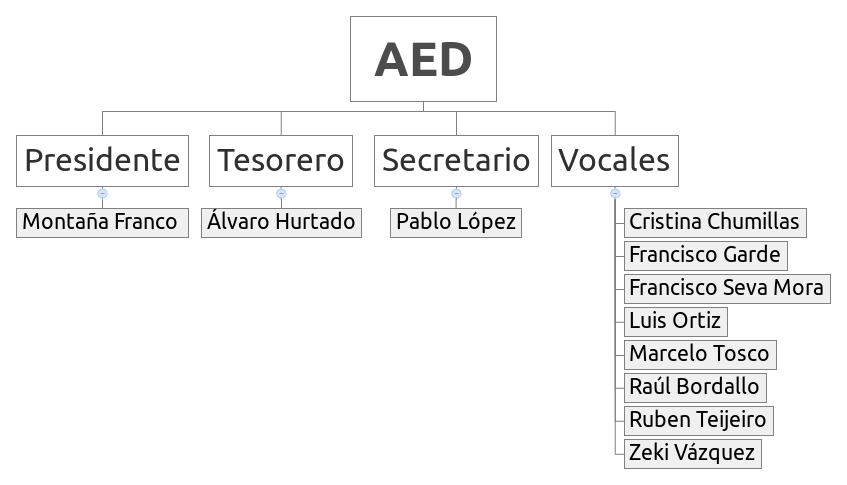 AED
Presidente
Tesorero
Secretario
Vocales
Montaña Franco
Álvaro Hurtado
Pablo López
Cristina Chumillas
Francisco Garde
Francisco Seva Mora
Luis Ortiz
Marcelo Tosco
Raúl Bordallo
Ruben Teijeiro
Zeki Vázquez